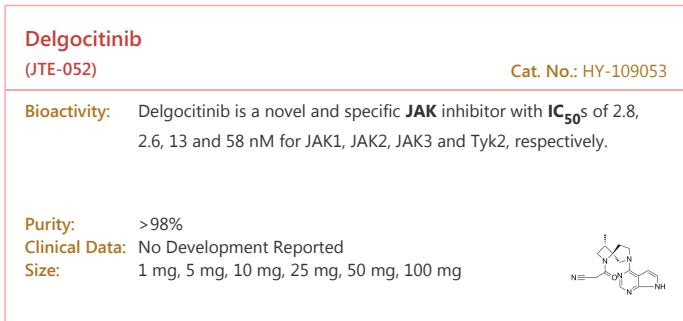 Delgocitinib
(JTE-052)
Cat. No.: HY-109053
Bioactivity: Delgocitinib is a novel and specific JAK inhibitor with IC50s of 2.8,
2.6, 13 and 58 nM for JAK1, JAK2, JAK3 and Tyk2, respectively.
Purity: >98%
Clinical Data: No Development Reported
Size: 1 mg, 5 mg, 10 mg, 25 mg, 50 mg, 100 mg
N
N
N
O
N
N
NH